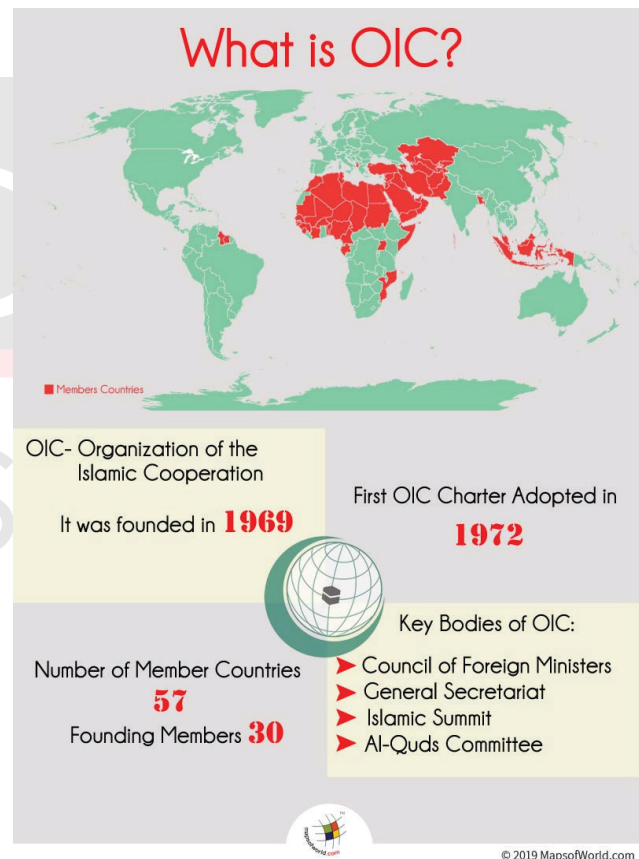 What is OIC?
Members Countries
OIC- Organization of the
Islamic Cooperation
It was founded in 1969
First OIC Charter Adopted in
1972
Number of Member Countries
57
Founding Members 30
Key Bodies of OIC:
Council of Foreign Ministers
General Secretariat
Islamic Summit
Al-Quds Committee
mapsofworld.com
© 2019 MapsofWorld.com